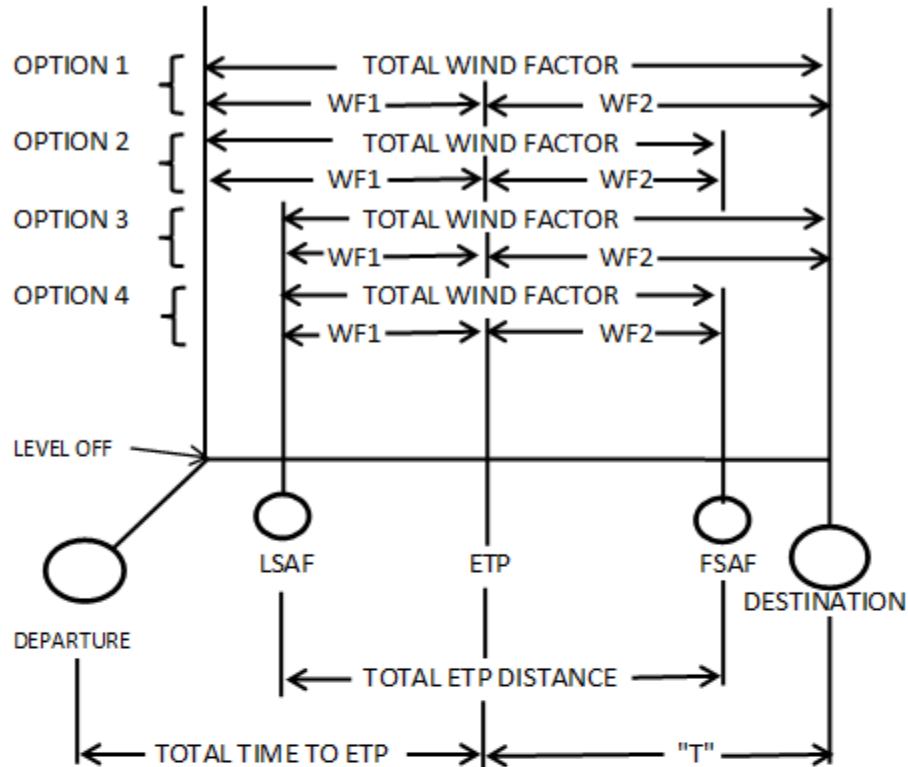 OPTION 1
TOTAL WIND FACTOR
WF1 WF2
OPTION 2
TOTAL WIND FACTOR
WF1 WF2
OPTION 3
TOTAL WIND FACTOR
WF1 WF2
OPTION 4
TOTAL WIND FACTOR
WF1 WF2
LEVEL OFF
LSAF ETP FSAF
DESTINATION
DEPARTURE
TOTAL ETP DISTANCE
TOTAL TIME TO ETP "T"